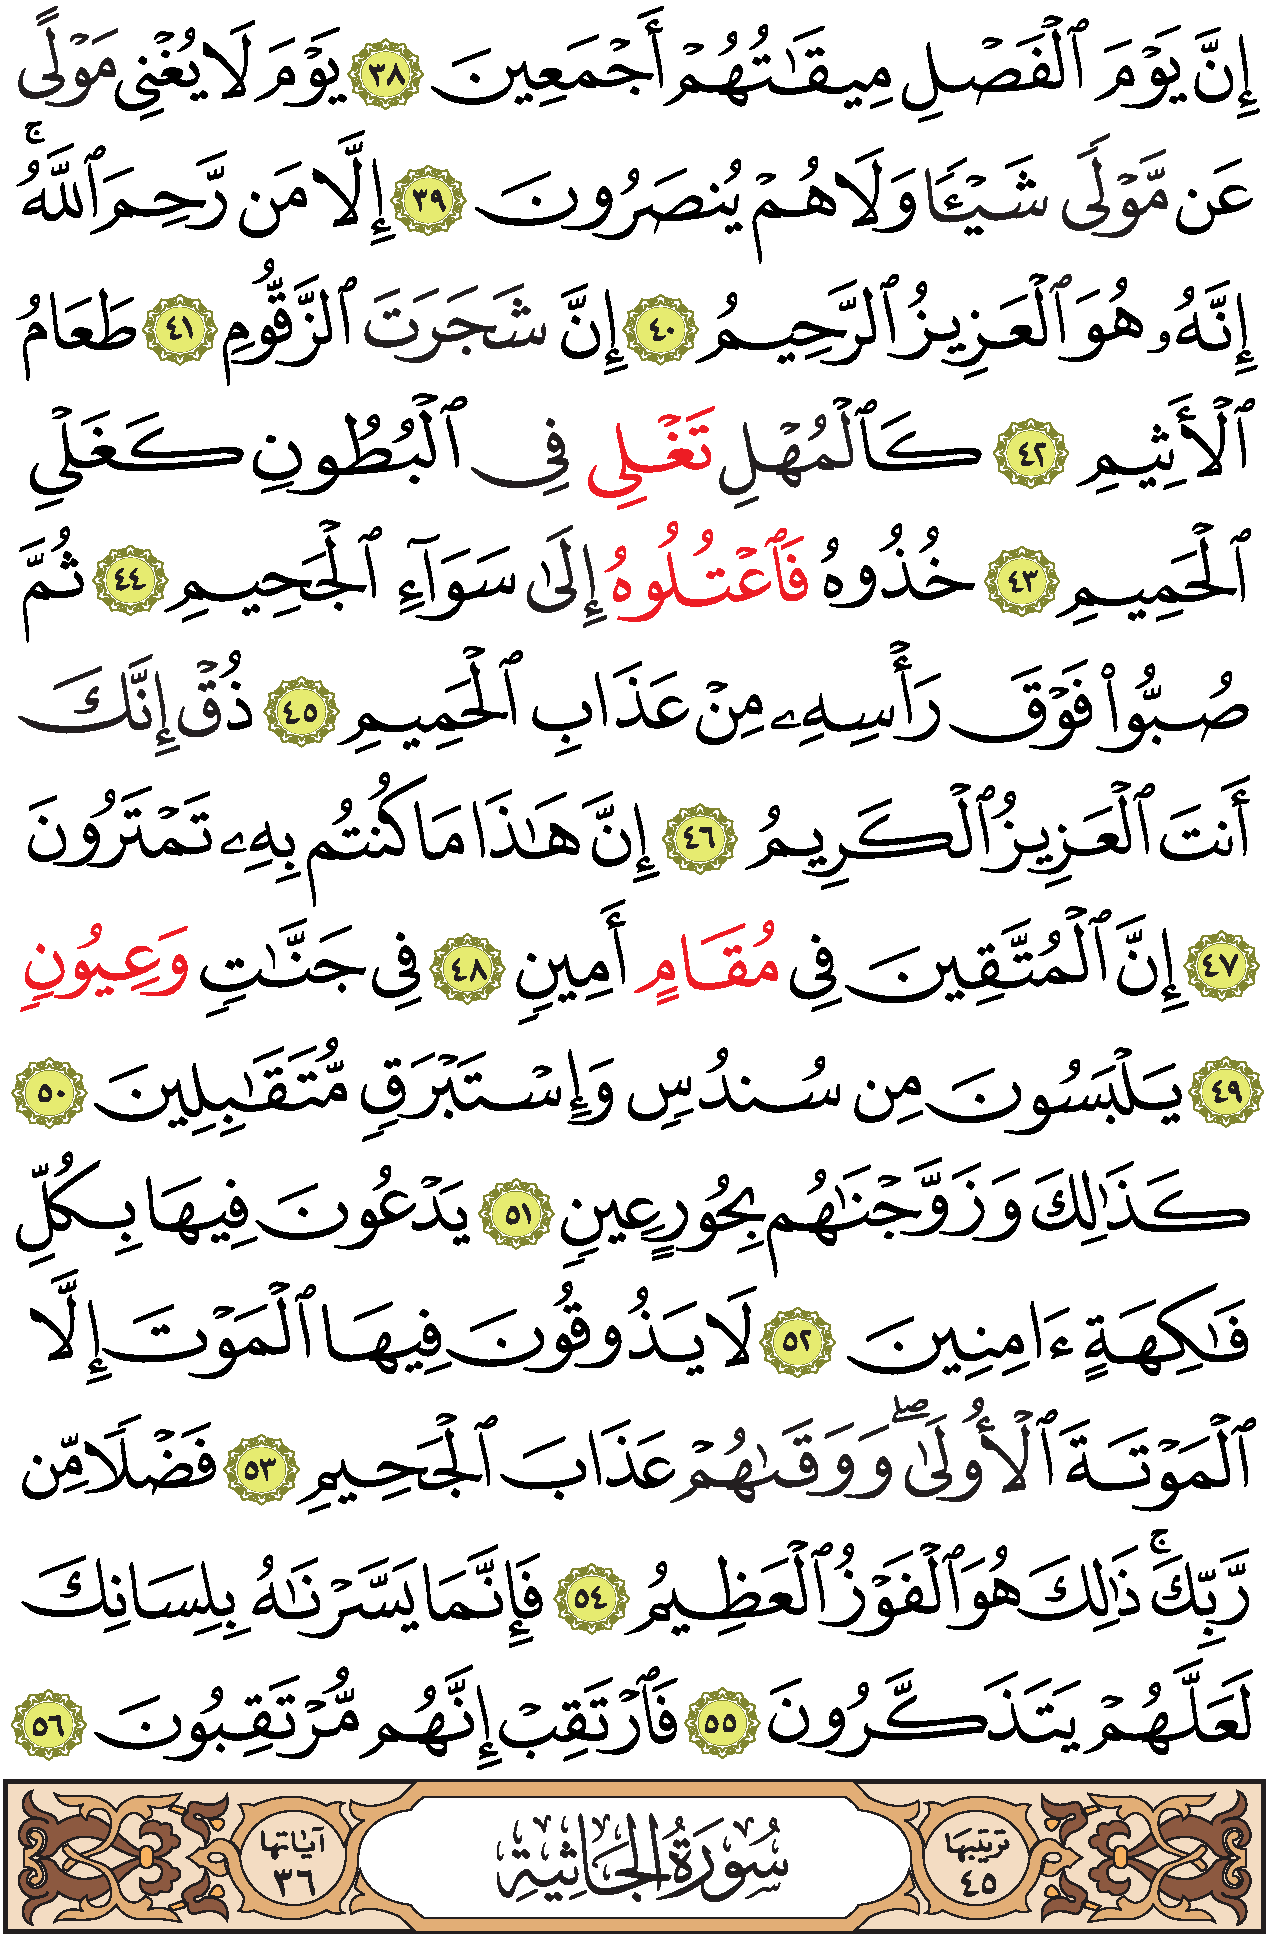 إِنَّ يَوْمَ ٱلْفَصْلِ مِيقَـٰتُهُمْ أَجْمَعِينَ ٣٨ يَوْمَ لَا يُغْنِى مَوْلًى
عَن مَّوْلًى شَيْـًٔا وَلَا هُمْ يُنصَرُونَ ٣٩ إِلَّا مَن رَّحِمَ ٱللَّهُ ۚ
إِنَّهُۥ هُوَ ٱلْعَزِيزُ ٱلرَّحِيمُ ٤٠ إِنَّ شَجَرَتَ ٱلزَّقُّومِ ٤١ طَعَامُ
ٱلْأَثِيمِ ٤٢ كَٱلْمُهْلِ تَغْلِى فِى ٱلْبُطُونِ كَغَلْىِ
ٱلْحَمِيمِ ٤٣ خُذُوهُ فَٱعْتُلُوهُ إِلَىٰ سَوَآءِ ٱلْجَحِيمِ ٤٤ ثُمَّ
صُبُّوا۟ فَوْقَ رَأْسِهِۦ مِنْ عَذَابِ ٱلْحَمِيمِ ٤٥ ذُقْ إِنَّكَ
أَنتَ ٱلْعَزِيزُ ٱلْكَرِيمُ ٤٦ إِنَّ هَـٰذَا مَا كُنتُم بِهِۦ تَمْتَرُونَ
٤٧ إِنَّ ٱلْمُتَّقِينَ فِى مُقَامٍ أَمِينٍ ٤٨ فِى جَنَّـٰتٍ وَعِيُونٍ
٤٩ يَلْبَسُونَ مِن سُندُسٍ وَإِسْتَبْرَقٍ مُّتَقَـٰبِلِينَ ٥٠
كَذَٰلِكَ وَزَوَّجْنَـٰهُم بِحُورٍ عِينٍ ٥١ يَدْعُونَ فِيهَا بِكُلِّ
فَـٰكِهَةٍ ءَامِنِينَ ٥٢ لَا يَذُوقُونَ فِيهَا ٱلْمَوْتَ إِلَّا
ٱلْمَوْتَةَ ٱلْأُولَىٰ ۖ وَوَقَىٰهُمْ عَذَابَ ٱلْجَحِيمِ ٥٣ فَضْلًا مِّن
رَّبِّكَ ۚ ذَٰلِكَ هُوَ ٱلْفَوْزُ ٱلْعَظِيمُ ٥٤ فَإِنَّمَا يَسَّرْنَـٰهُ بِلِسَانِكَ
لَعَلَّهُمْ يَتَذَكَّرُونَ ٥٥ فَٱرْتَقِبْ إِنَّهُم مُّرْتَقِبُونَ ٥٦
ترتيبها ٤٥ سُورَةُ الجَاثِيَةِ آياتها ٣٦